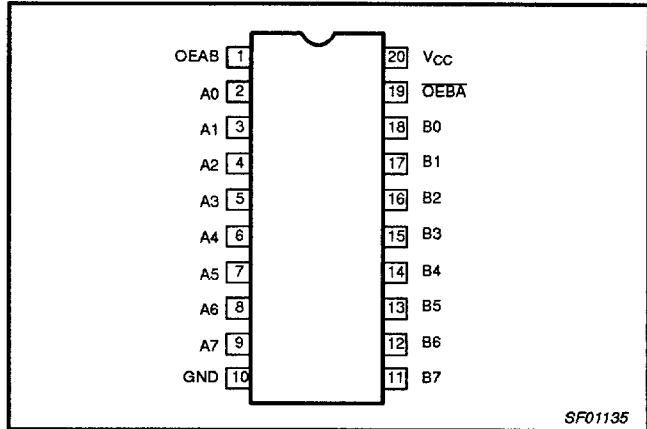 OEAB 1 20 VCC
A0 2 19 OEBA
A1 3 18 B0
A2 4 17 B1
A3 5 16 B2
A4 6 15 B3
A5 7 14 B4
A6 8 13 B5
A7 9 12 B6
GND 10 11 B7
SF01135